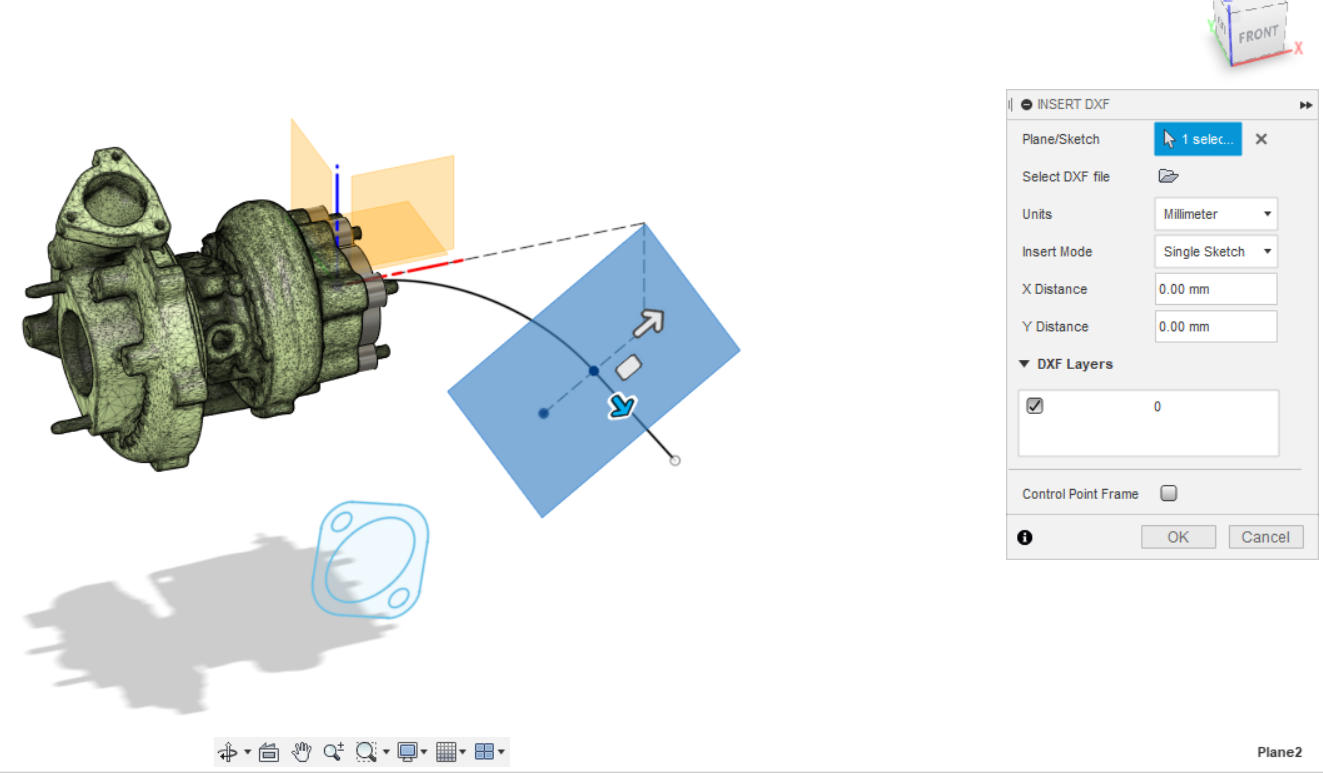 FRONT
X
INSERT DXF
Plane/Sketch
1 selec...
Select DXF file
Units
Millimeter
Insert Mode
Single Sketch
X Distance
0.00 mm
Y Distance
0.00 mm
DXF Layers
0
Control Point Frame
OK
Cancel
Plane2